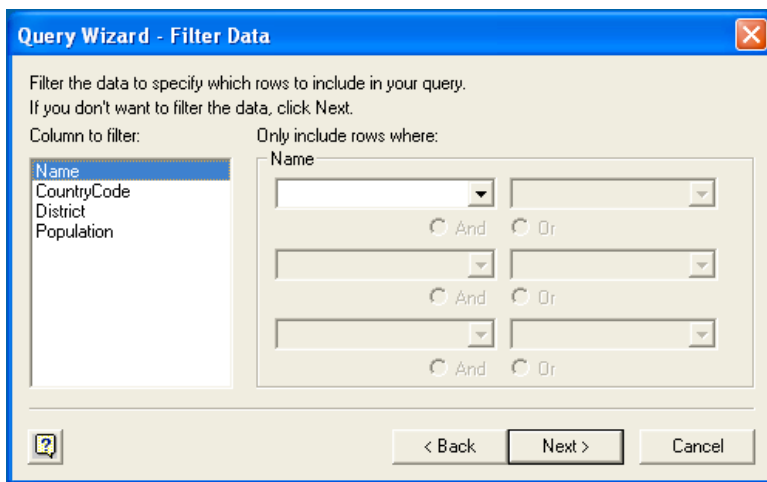 Query Wizard - Filter Data
Filter the data to specify which rows to include in your query.
If you don't want to filter the data, click Next.
Column to filter:
Only include rows where:
Name
CountryCode
District
Population
Name
And
Or
And
Or
And
Or
?
< Back
Next >
Cancel